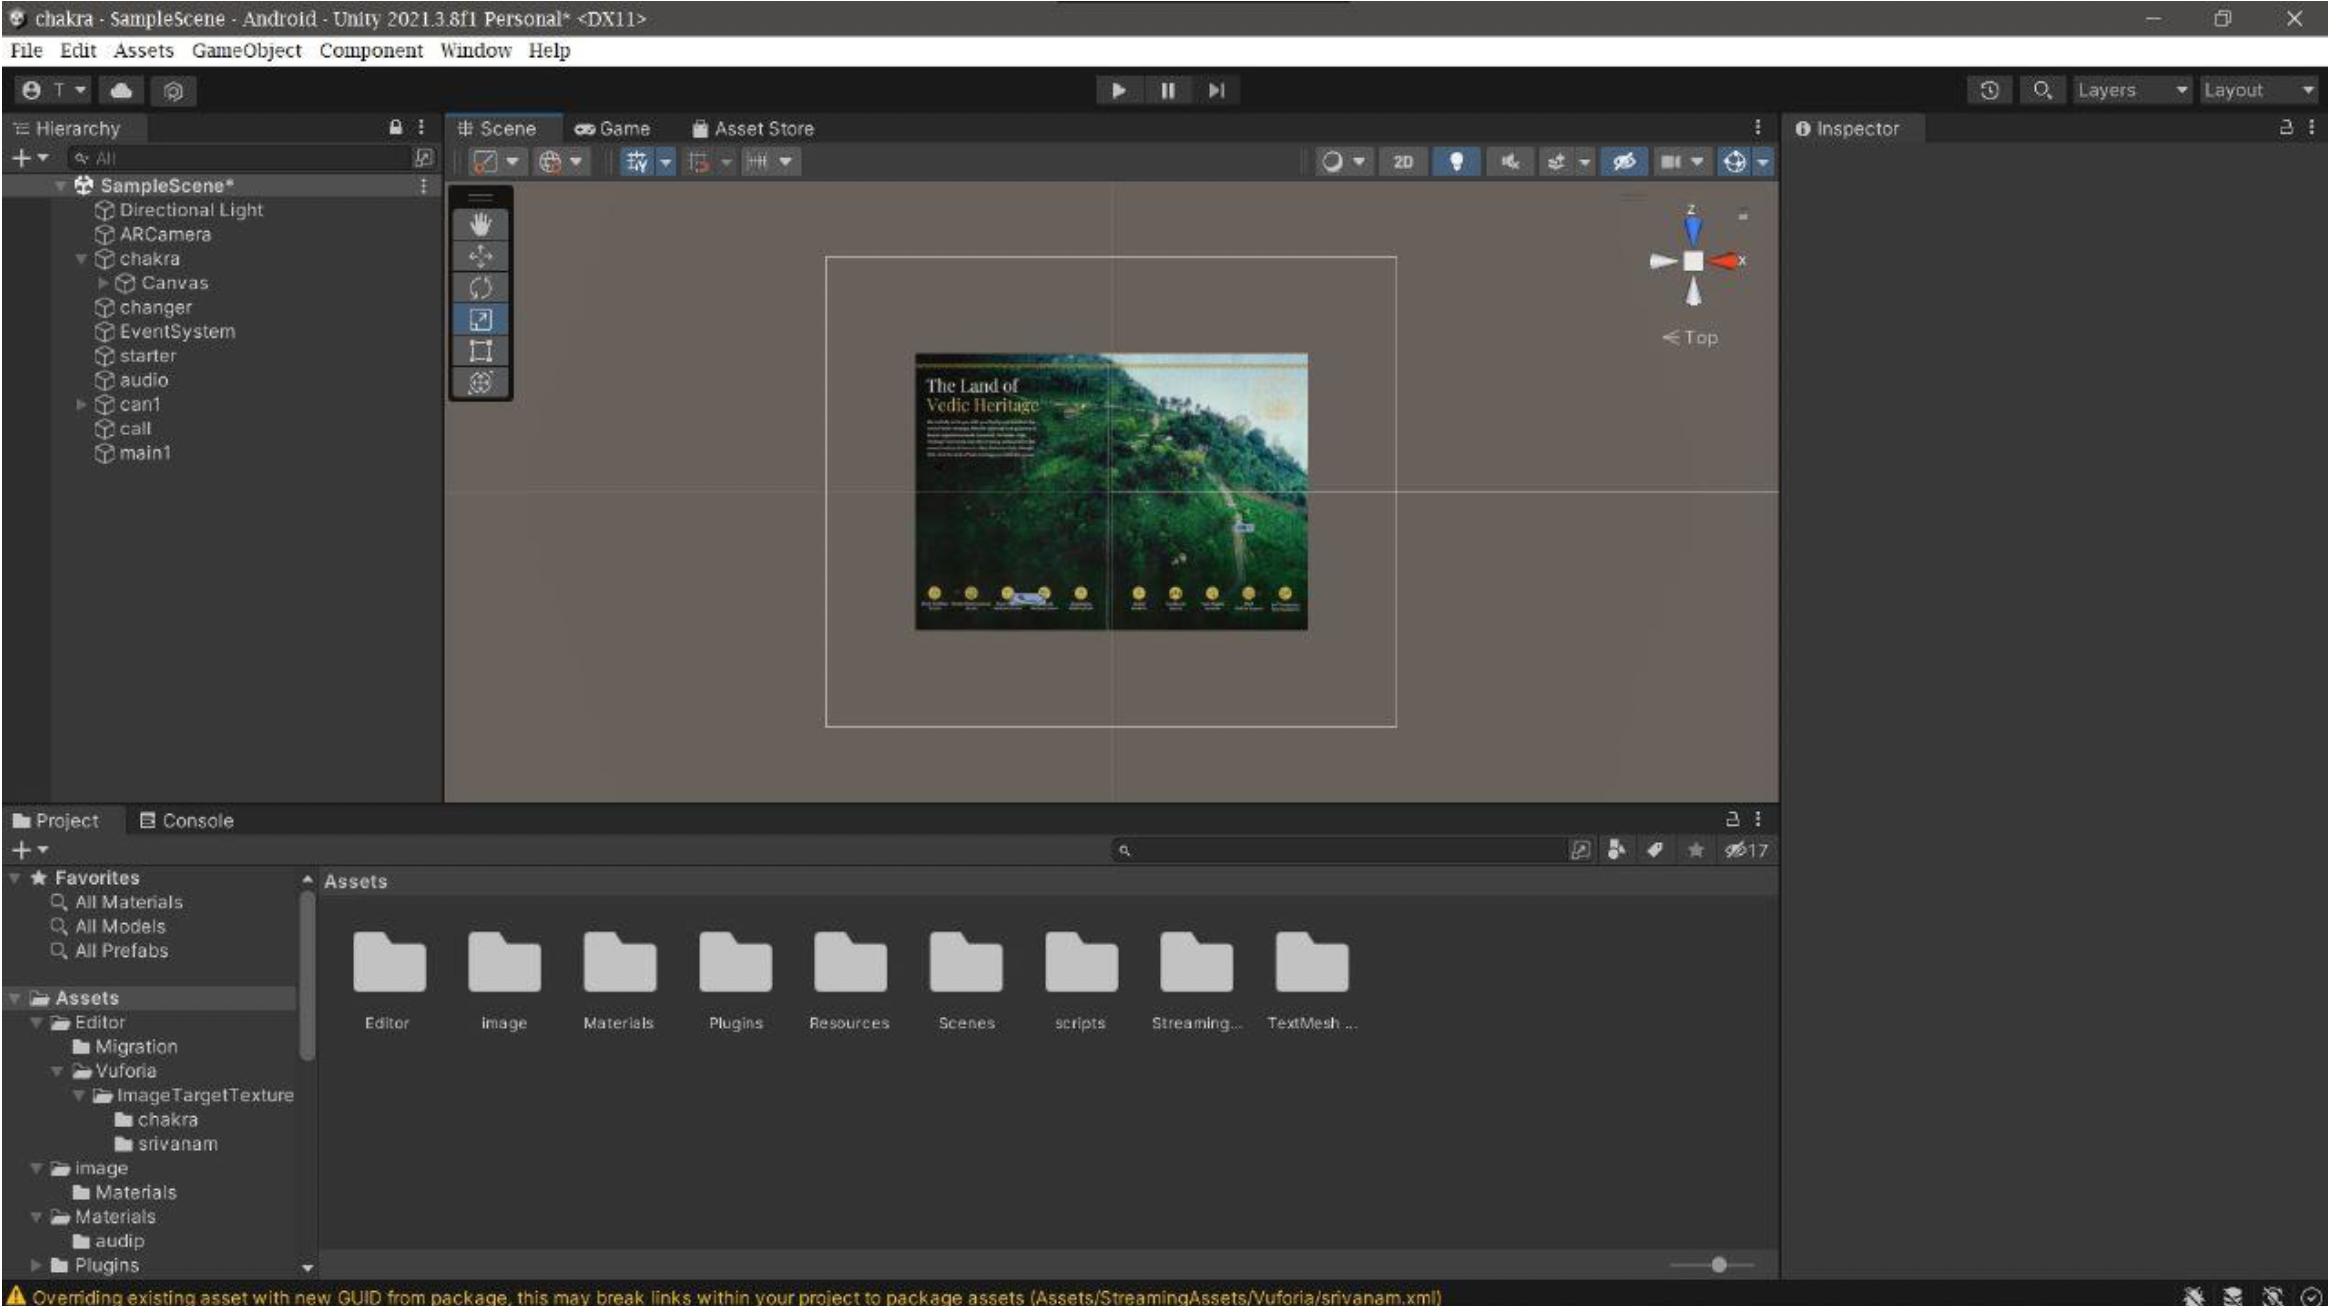 chakra - SampleScene - Android - Unity 2021.3.8f1 Personal* <DX11>
File Edit Assets GameObject Component Window Help
T
Layers
Layout
Hierarchy
Scene
Game
Asset Store
Inspector
All
2D
SampleScene*
Directional Light
ARCamera
chakra
Canvas
changer
EventSystem
starter
audio
can1
call
main1
z
x
Top
The Land of
Vedic Heritage
Project
Console
17
Favorites
All Materials
All Models
All Prefabs
Assets
Editor
Migration
Vuforia
ImageTargetTexture
chakra
srivanam
image
Materials
Materials
audip
Plugins
Assets
Editor
image
Materials
Plugins
Resources
Scenes
scripts
Streaming...
TextMesh ...
Overriding existing asset with new GUID from package, this may break links within your project to package assets (Assets/StreamingAssets/Vuforia/srivanam.xml)